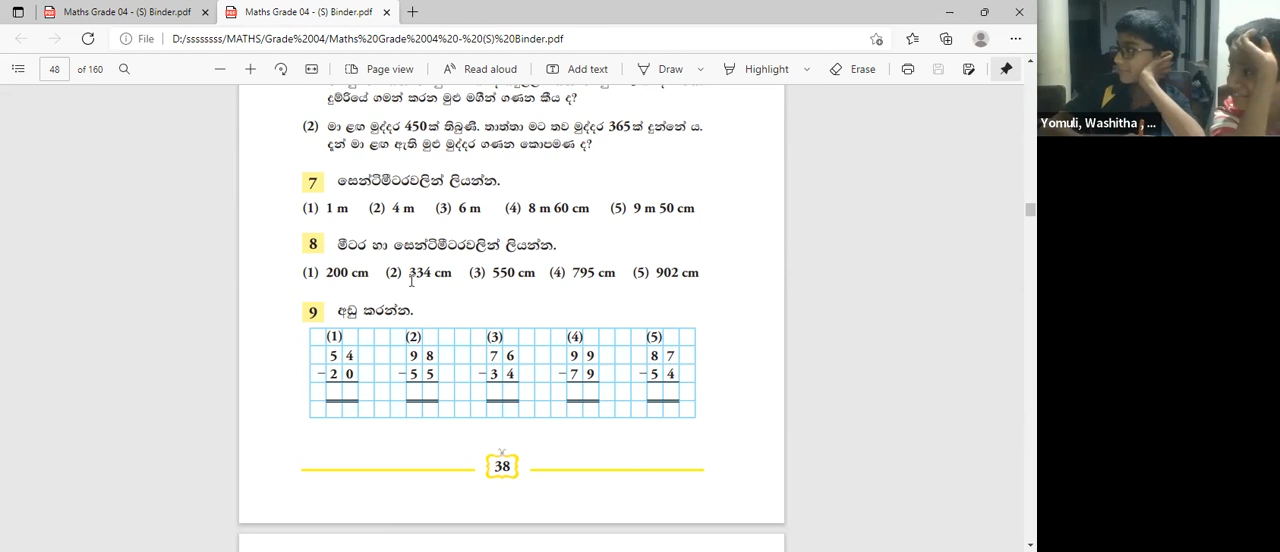 Maths Grade 04 - (S) Binder.pdf
Maths Grade 04 - (S) Binder.pdf
File D:/ssssssss/MATHS/Grade%2004/Maths%20Grade%2004%20-%20(S)%20Binder.pdf
48 of 160 Page view Read aloud Add text Draw Highlight Erase
Yomuli, Washitha , ...
දුම්රියේ ගමන් කරන මුළු මගීන් ගණන කීය ද?
(2) මා ළඟ මුද්දර 450ක් තිබුණි. තාත්තා මට තව මුද්දර 365ක් දුන්නේ ය.
දැන් මා ළඟ ඇති මුළු මුද්දර ගණන කොපමණ ද?
7 සෙන්ටිමීටරවලින් ලියන්න.
(1) 1 m (2) 4 m (3) 6 m (4) 8 m 60 cm (5) 9 m 50 cm
8 මීටර හා සෙන්ටිමීටරවලින් ලියන්න.
(1) 200 cm (2) 334 cm (3) 550 cm (4) 795 cm (5) 902 cm
9 අඩු කරන්න.
(1) (2) (3) (4) (5)
5 4 9 8 7 6 9 9 8 7
- 2 0 - 5 5 - 3 4 - 7 9 - 5 4
38